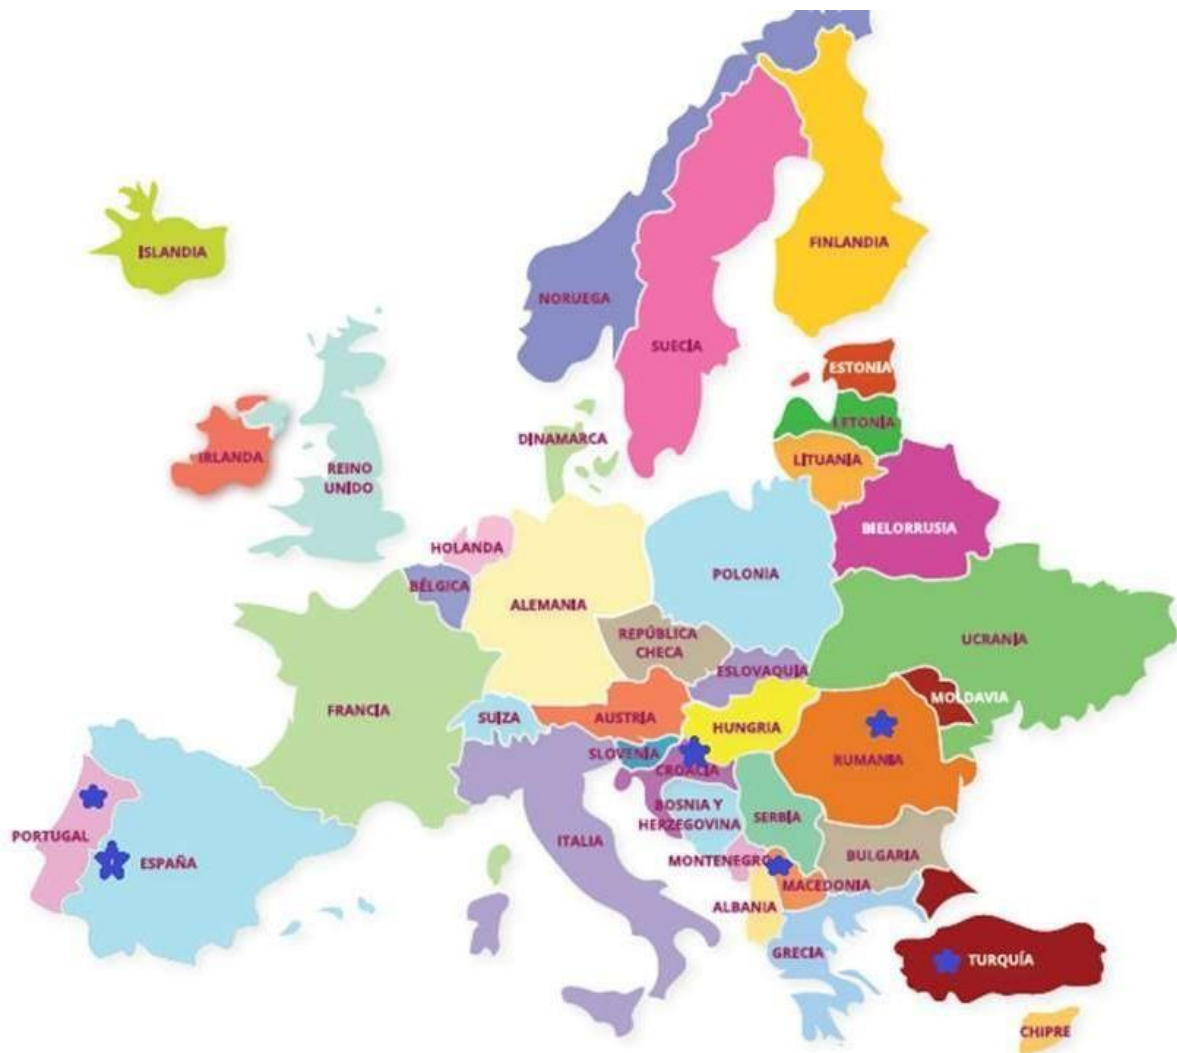 ISLANDIA
FINLANDIA
NORUEGA
SUECIA
ESTONIA
LETONIA
DINAMARCA
IRLANDA
REINO
UNIDO
LITUANIA
BIELORRUSIA
HOLANDA
BÉLGICA
ALEMANIA
POLONIA
REPÚBLICA
CHECA
UCRANIA
ESLOVAQUIA
MOLDAVIA
FRANCIA
SUIZA
AUSTRIA
HUNGRIA
SLOVENIA
CROACIA
RUMANIA
BOSNIA Y
HERZEGOVINA
SERBIA
PORTUGAL
ESPAÑA
ITALIA
MONTENEGRO
BULGARIA
MACEDONIA
ALBANIA
GRECIA
TURQUÍA
CHIPRE